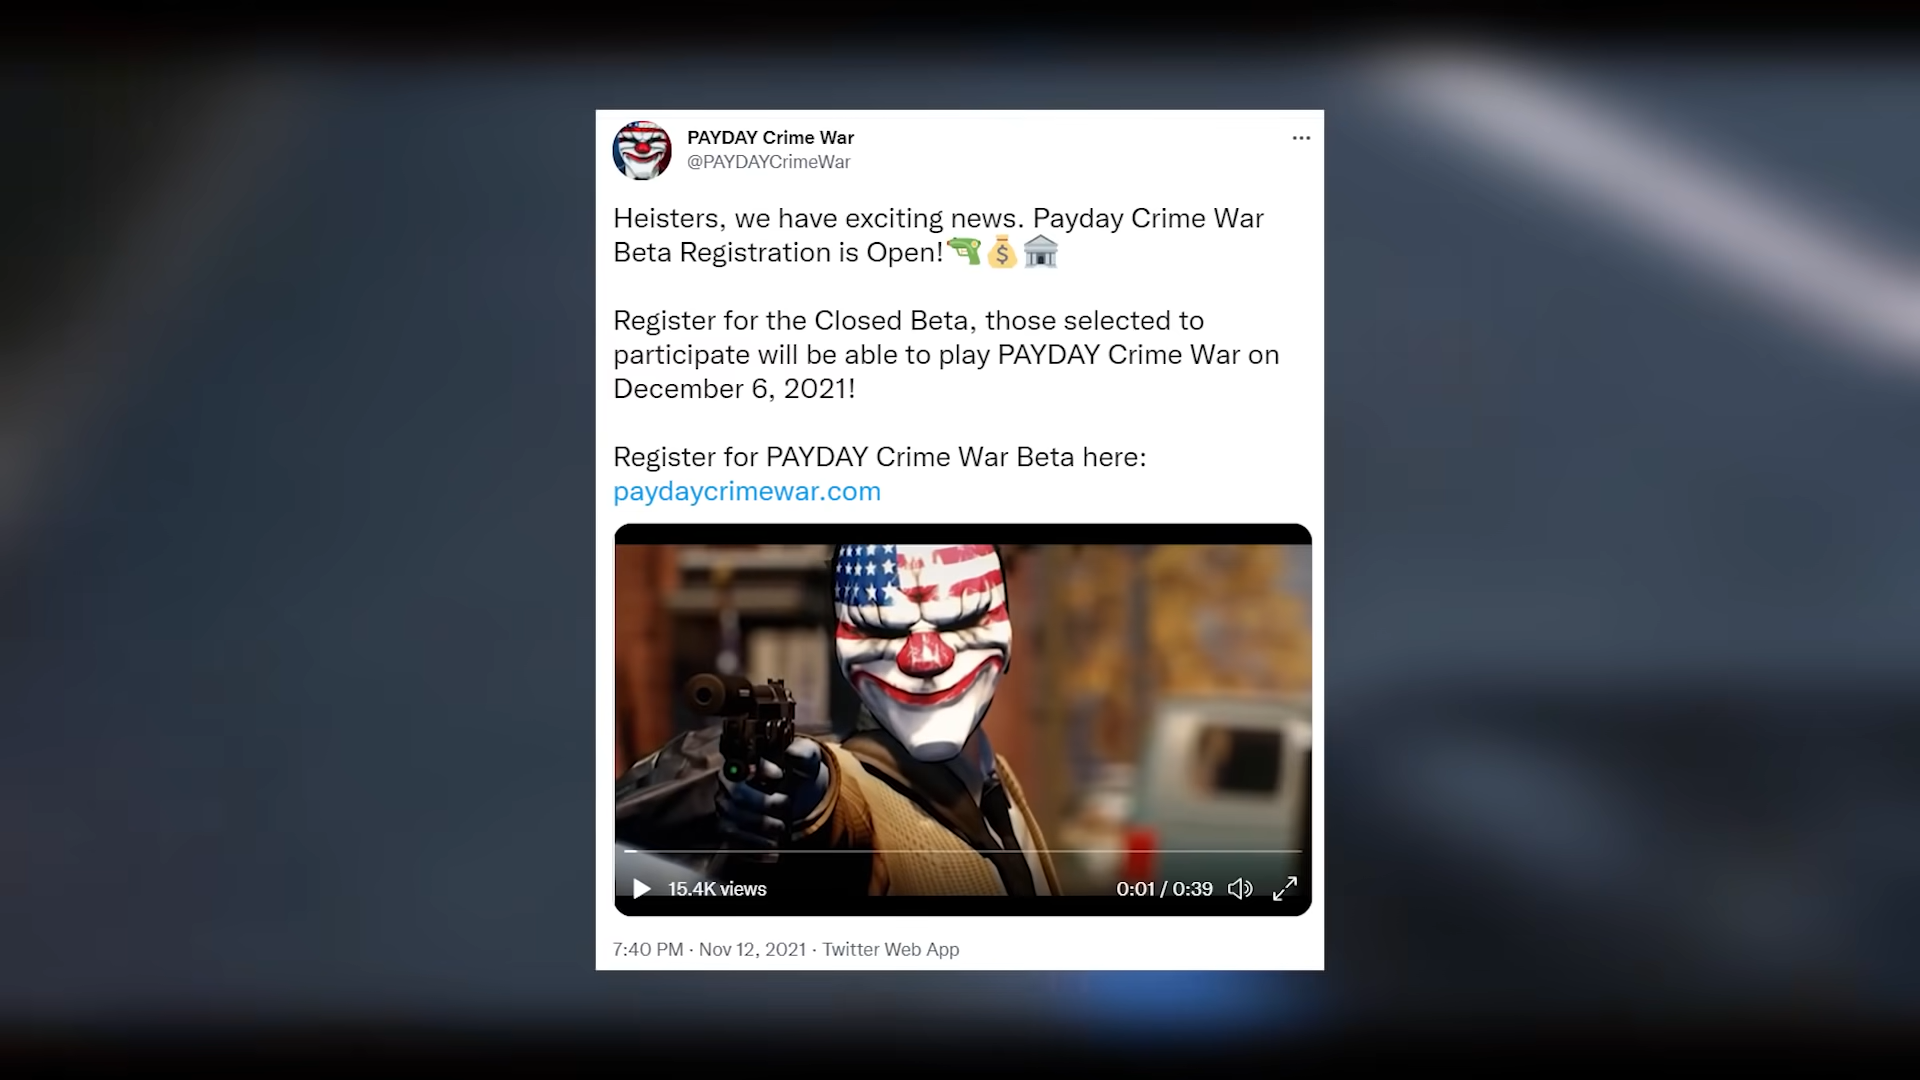 PAYDAY Crime War
@PAYDAYCrimeWar
Heisters, we have exciting news. Payday Crime War
Beta Registration is Open!🔫💰🏛️
Register for the Closed Beta, those selected to
participate will be able to play PAYDAY Crime War on
December 6, 2021!
Register for PAYDAY Crime War Beta here:
paydaycrimewar.com
15.4K views
0:01 / 0:39
7:40 PM · Nov 12, 2021 · Twitter Web App